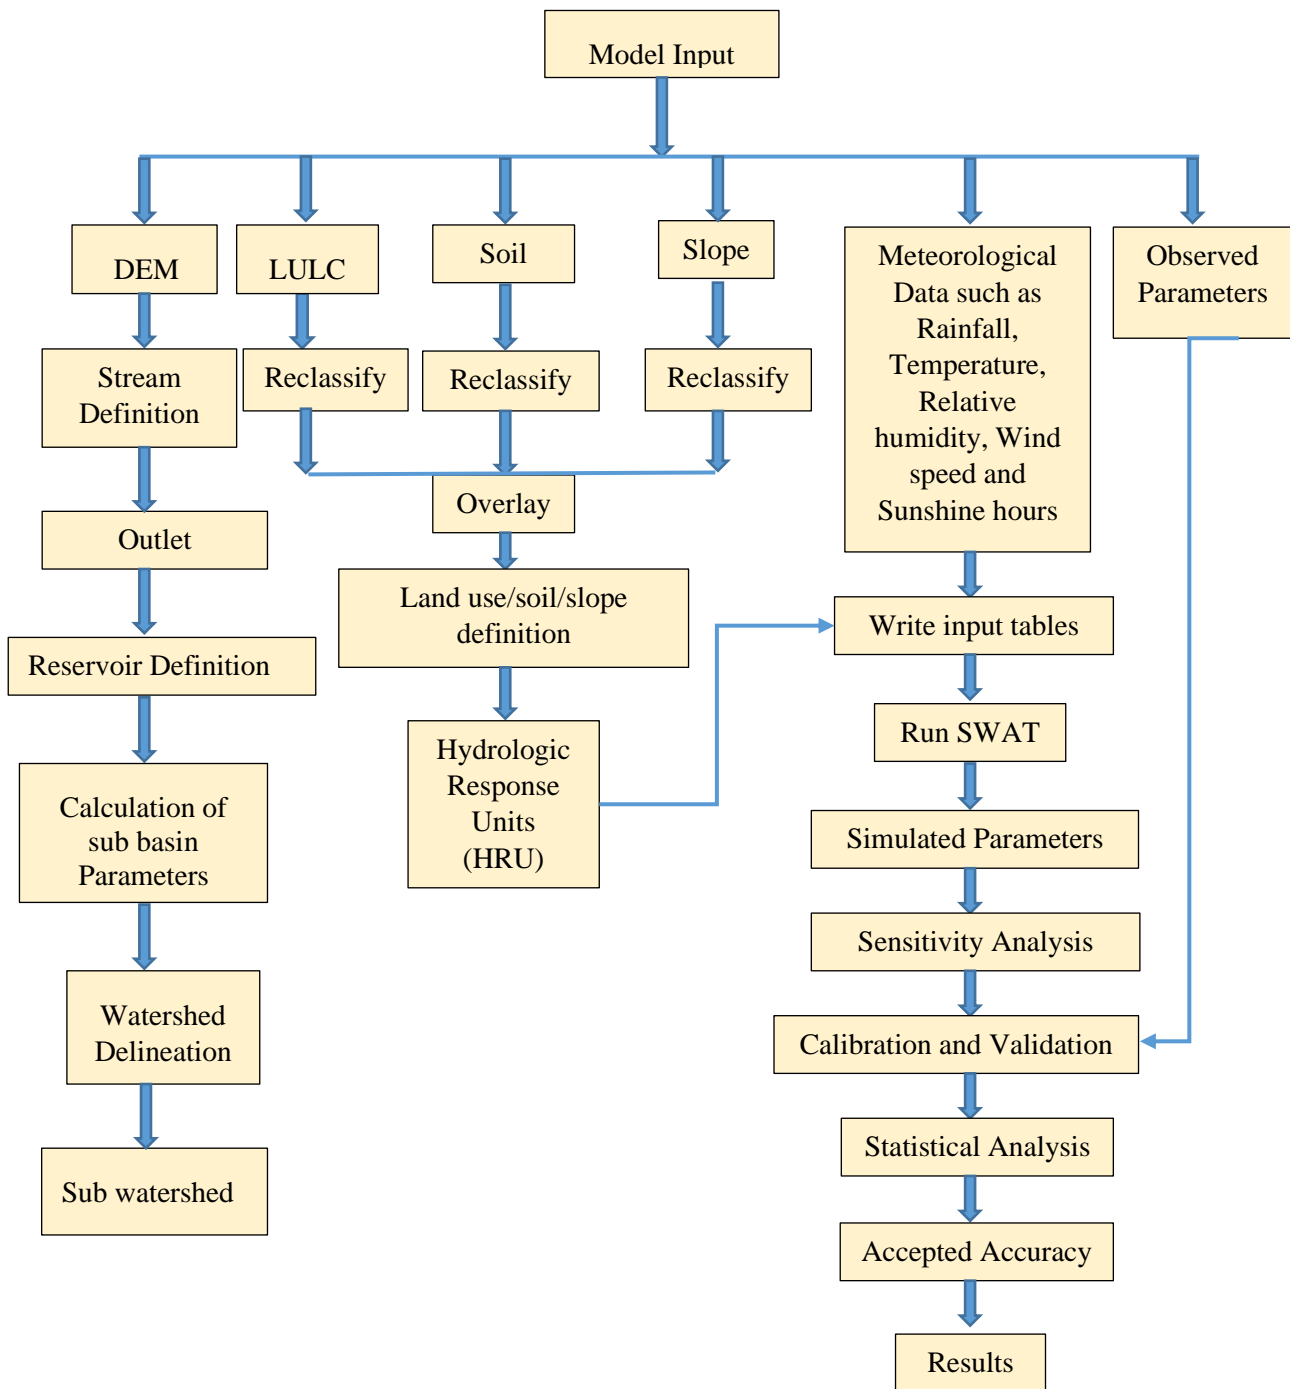 Model Input
DEM
LULC
Soil
Slope
Meteorological
Data such as
Rainfall,
Temperature,
Relative
humidity, Wind
speed and
Sunshine hours
Observed
Parameters
Stream
Definition
Reclassify
Reclassify
Reclassify
Outlet
Overlay
Reservoir Definition
Land use/soil/slope
definition
Write input tables
Calculation of
sub basin
Parameters
Hydrologic
Response
Units
(HRU)
Run SWAT
Simulated Parameters
Watershed
Delineation
Sensitivity Analysis
Calibration and Validation
Sub watershed
Statistical Analysis
Accepted Accuracy
Results